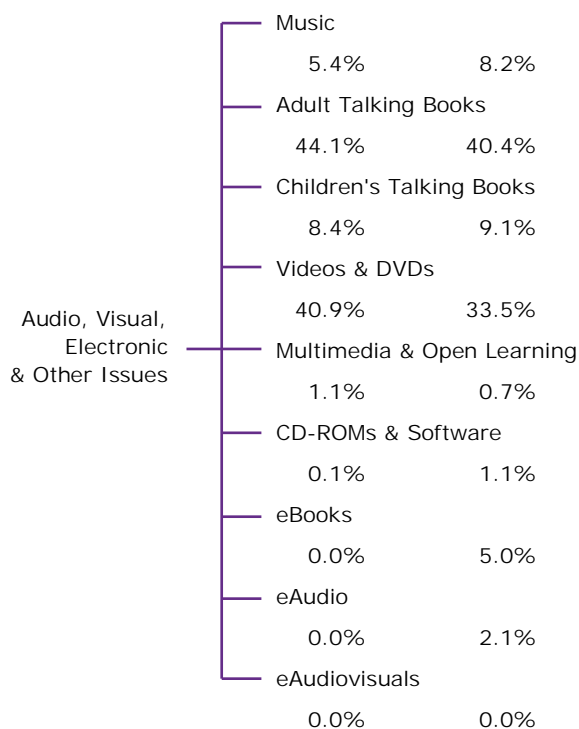 Music
5.4% 8.2%
Adult Talking Books
44.1% 40.4%
Children's Talking Books
8.4% 9.1%
Videos & DVDs
40.9% 33.5%
Audio, Visual,
Electronic
& Other Issues
Multimedia & Open Learning
1.1% 0.7%
CD-ROMs & Software
0.1% 1.1%
eBooks
0.0% 5.0%
eAudio
0.0% 2.1%
eAudiovisuals
0.0% 0.0%